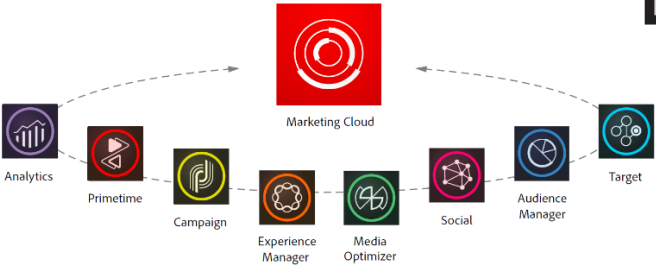 Marketing Cloud
Analytics
Primetime
Campaign
Experience
Manager
Media
Optimizer
Social
Audience
Manager
Target